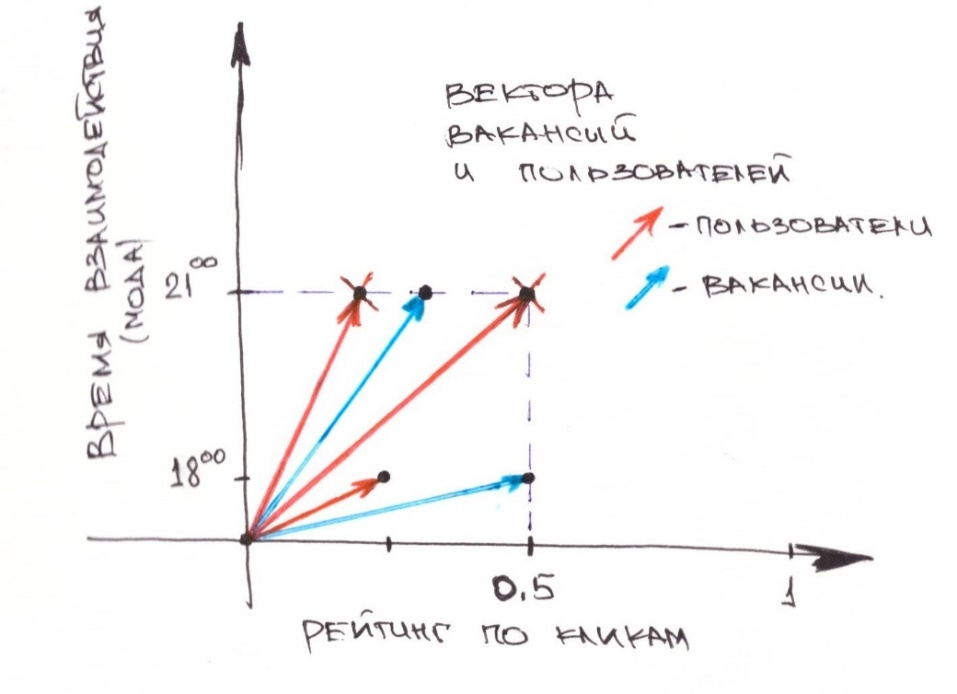 ВРЕМЯ ВЗАИМОДЕЙСТВИЯ
(МОДА)
ВЕКТОРА
ВАКАНСИЙ
И ПОЛЬЗОВАТЕЛЕЙ
- ПОЛЬЗОВАТЕЛИ
- ВАКАНСИИ.
21⁰⁰
18⁰⁰
0.5
1
РЕЙТИНГ ПО КЛИКАМ